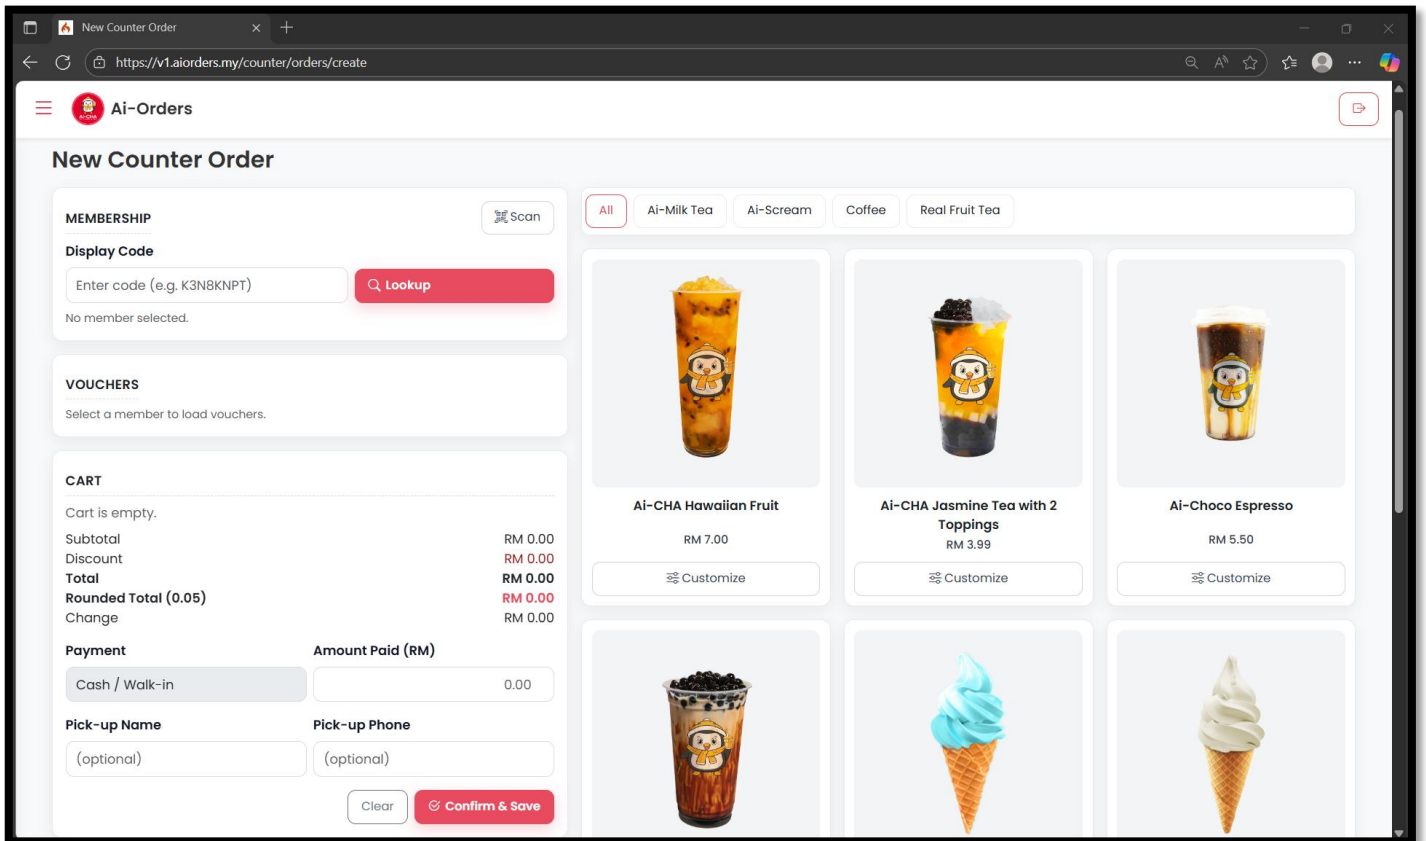 New Counter Order
https://v1.aiorders.my/counter/orders/create
AI-CHA
Ai-Orders
New Counter Order
MEMBERSHIP
Scan
Display Code
Enter code (e.g. K3N8KNPT)
Lookup
No member selected.
VOUCHERS
Select a member to load vouchers.
CART
Cart is empty.
Subtotal RM 0.00
Discount RM 0.00
Total RM 0.00
Rounded Total (0.05) RM 0.00
Change RM 0.00
Payment Amount Paid (RM)
Cash / Walk-in 0.00
Pick-up Name Pick-up Phone
(optional) (optional)
Clear Confirm & Save
All Ai-Milk Tea Ai-Scream Coffee Real Fruit Tea
Ai-CHA Hawaiian Fruit
RM 7.00
Customize
Ai-CHA Jasmine Tea with 2
Toppings
RM 3.99
Customize
Ai-Choco Espresso
RM 5.50
Customize